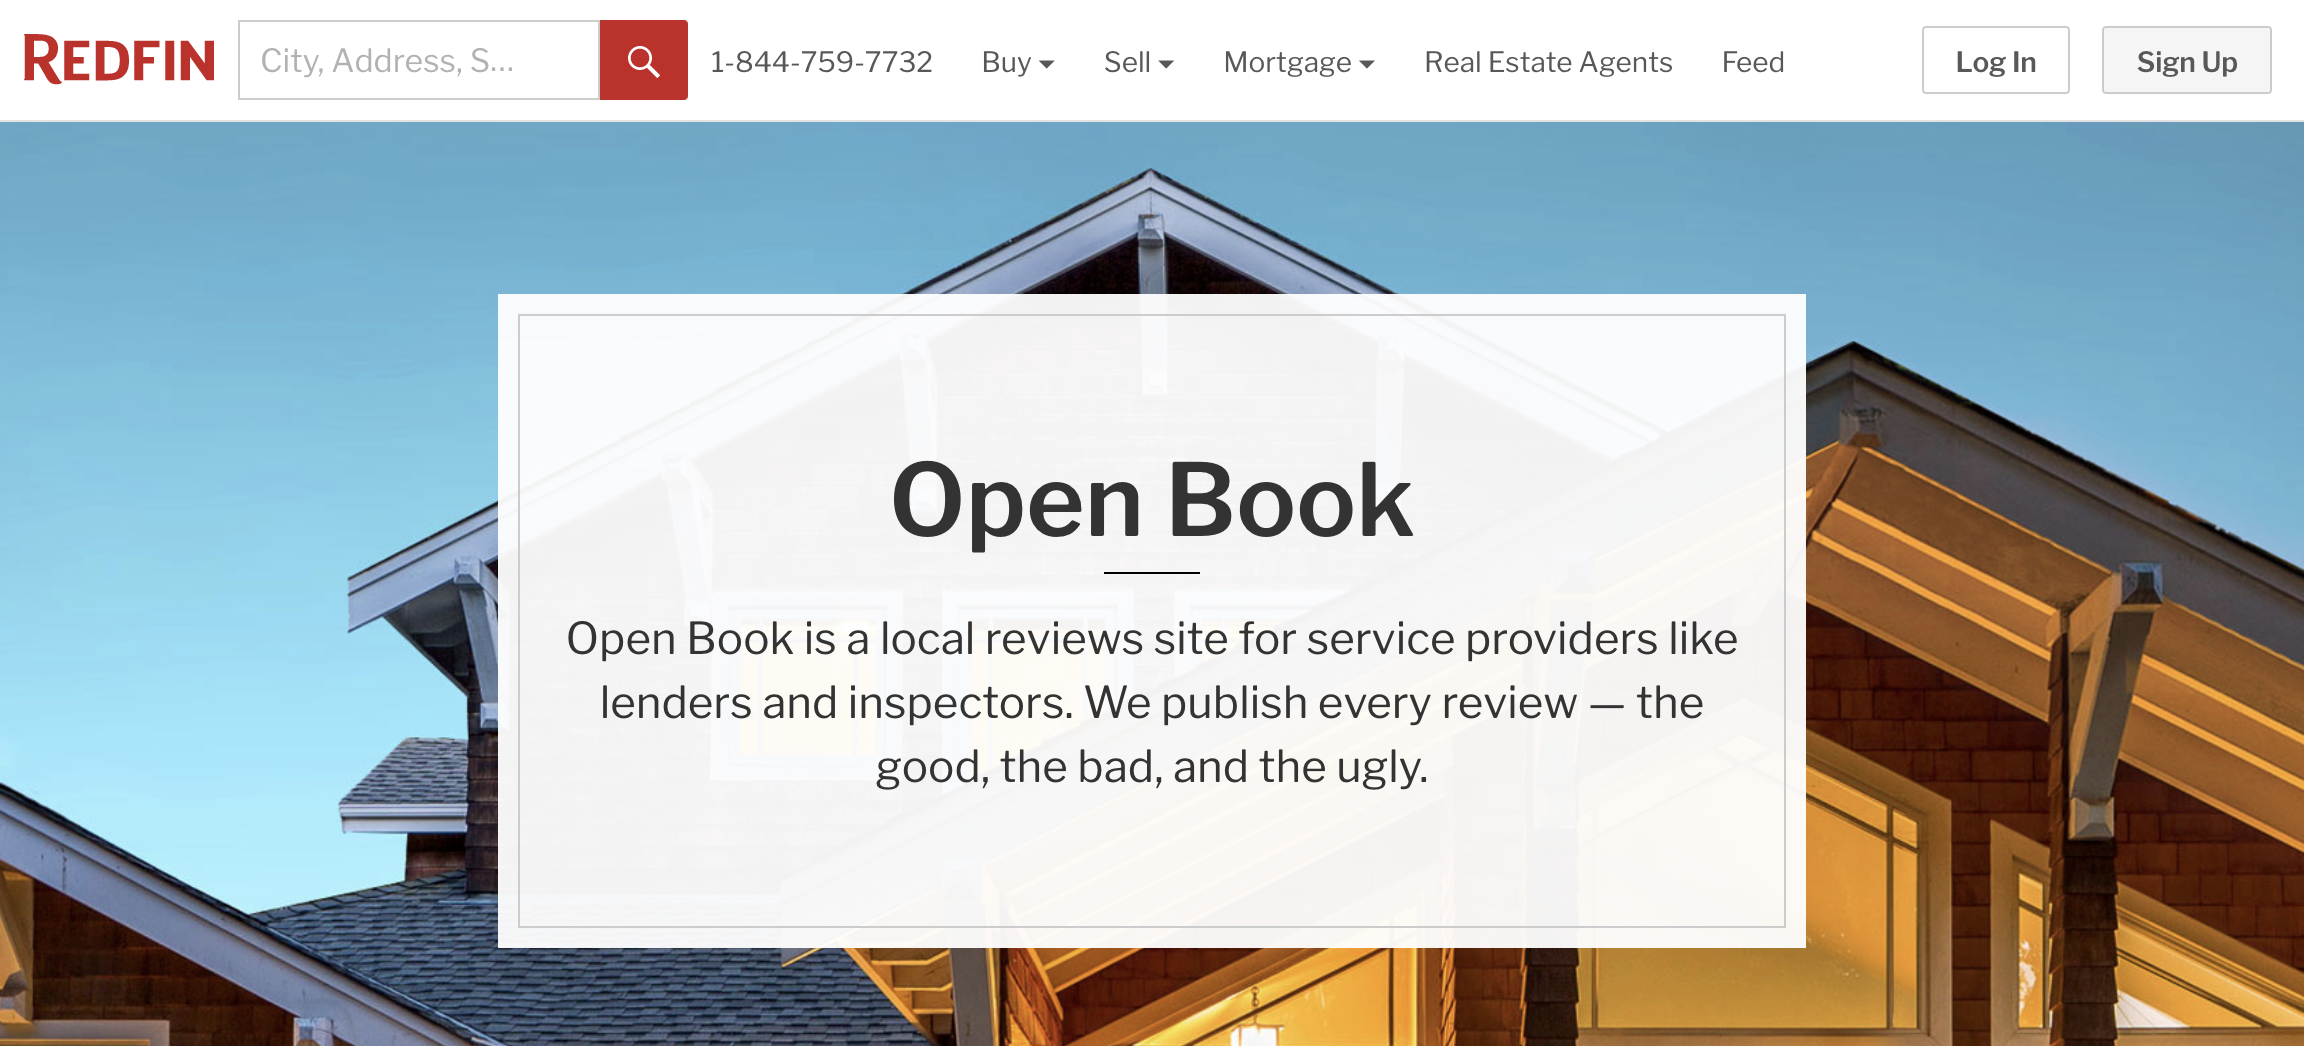 REDFIN
City, Address, S...
1-844-759-7732
Buy
Sell
Mortgage
Real Estate Agents
Feed
Log In
Sign Up
Open Book
Open Book is a local reviews site for service providers like
lenders and inspectors. We publish every review — the
good, the bad, and the ugly.